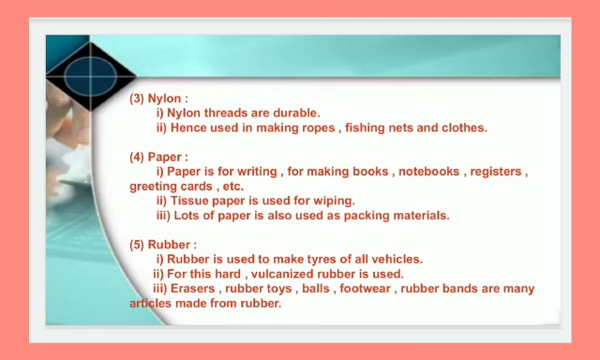 (3) Nylon :
i) Nylon threads are durable.
ii) Hence used in making ropes , fishing nets and clothes.
(4) Paper :
i) Paper is for writing , for making books , notebooks , registers ,
greeting cards , etc.
ii) Tissue paper is used for wiping.
iii) Lots of paper is also used as packing materials.
(5) Rubber :
i) Rubber is used to make tyres of all vehicles.
ii) For this hard , vulcanized rubber is used.
iii) Erasers , rubber toys , balls , footwear , rubber bands are many
articles made from rubber.